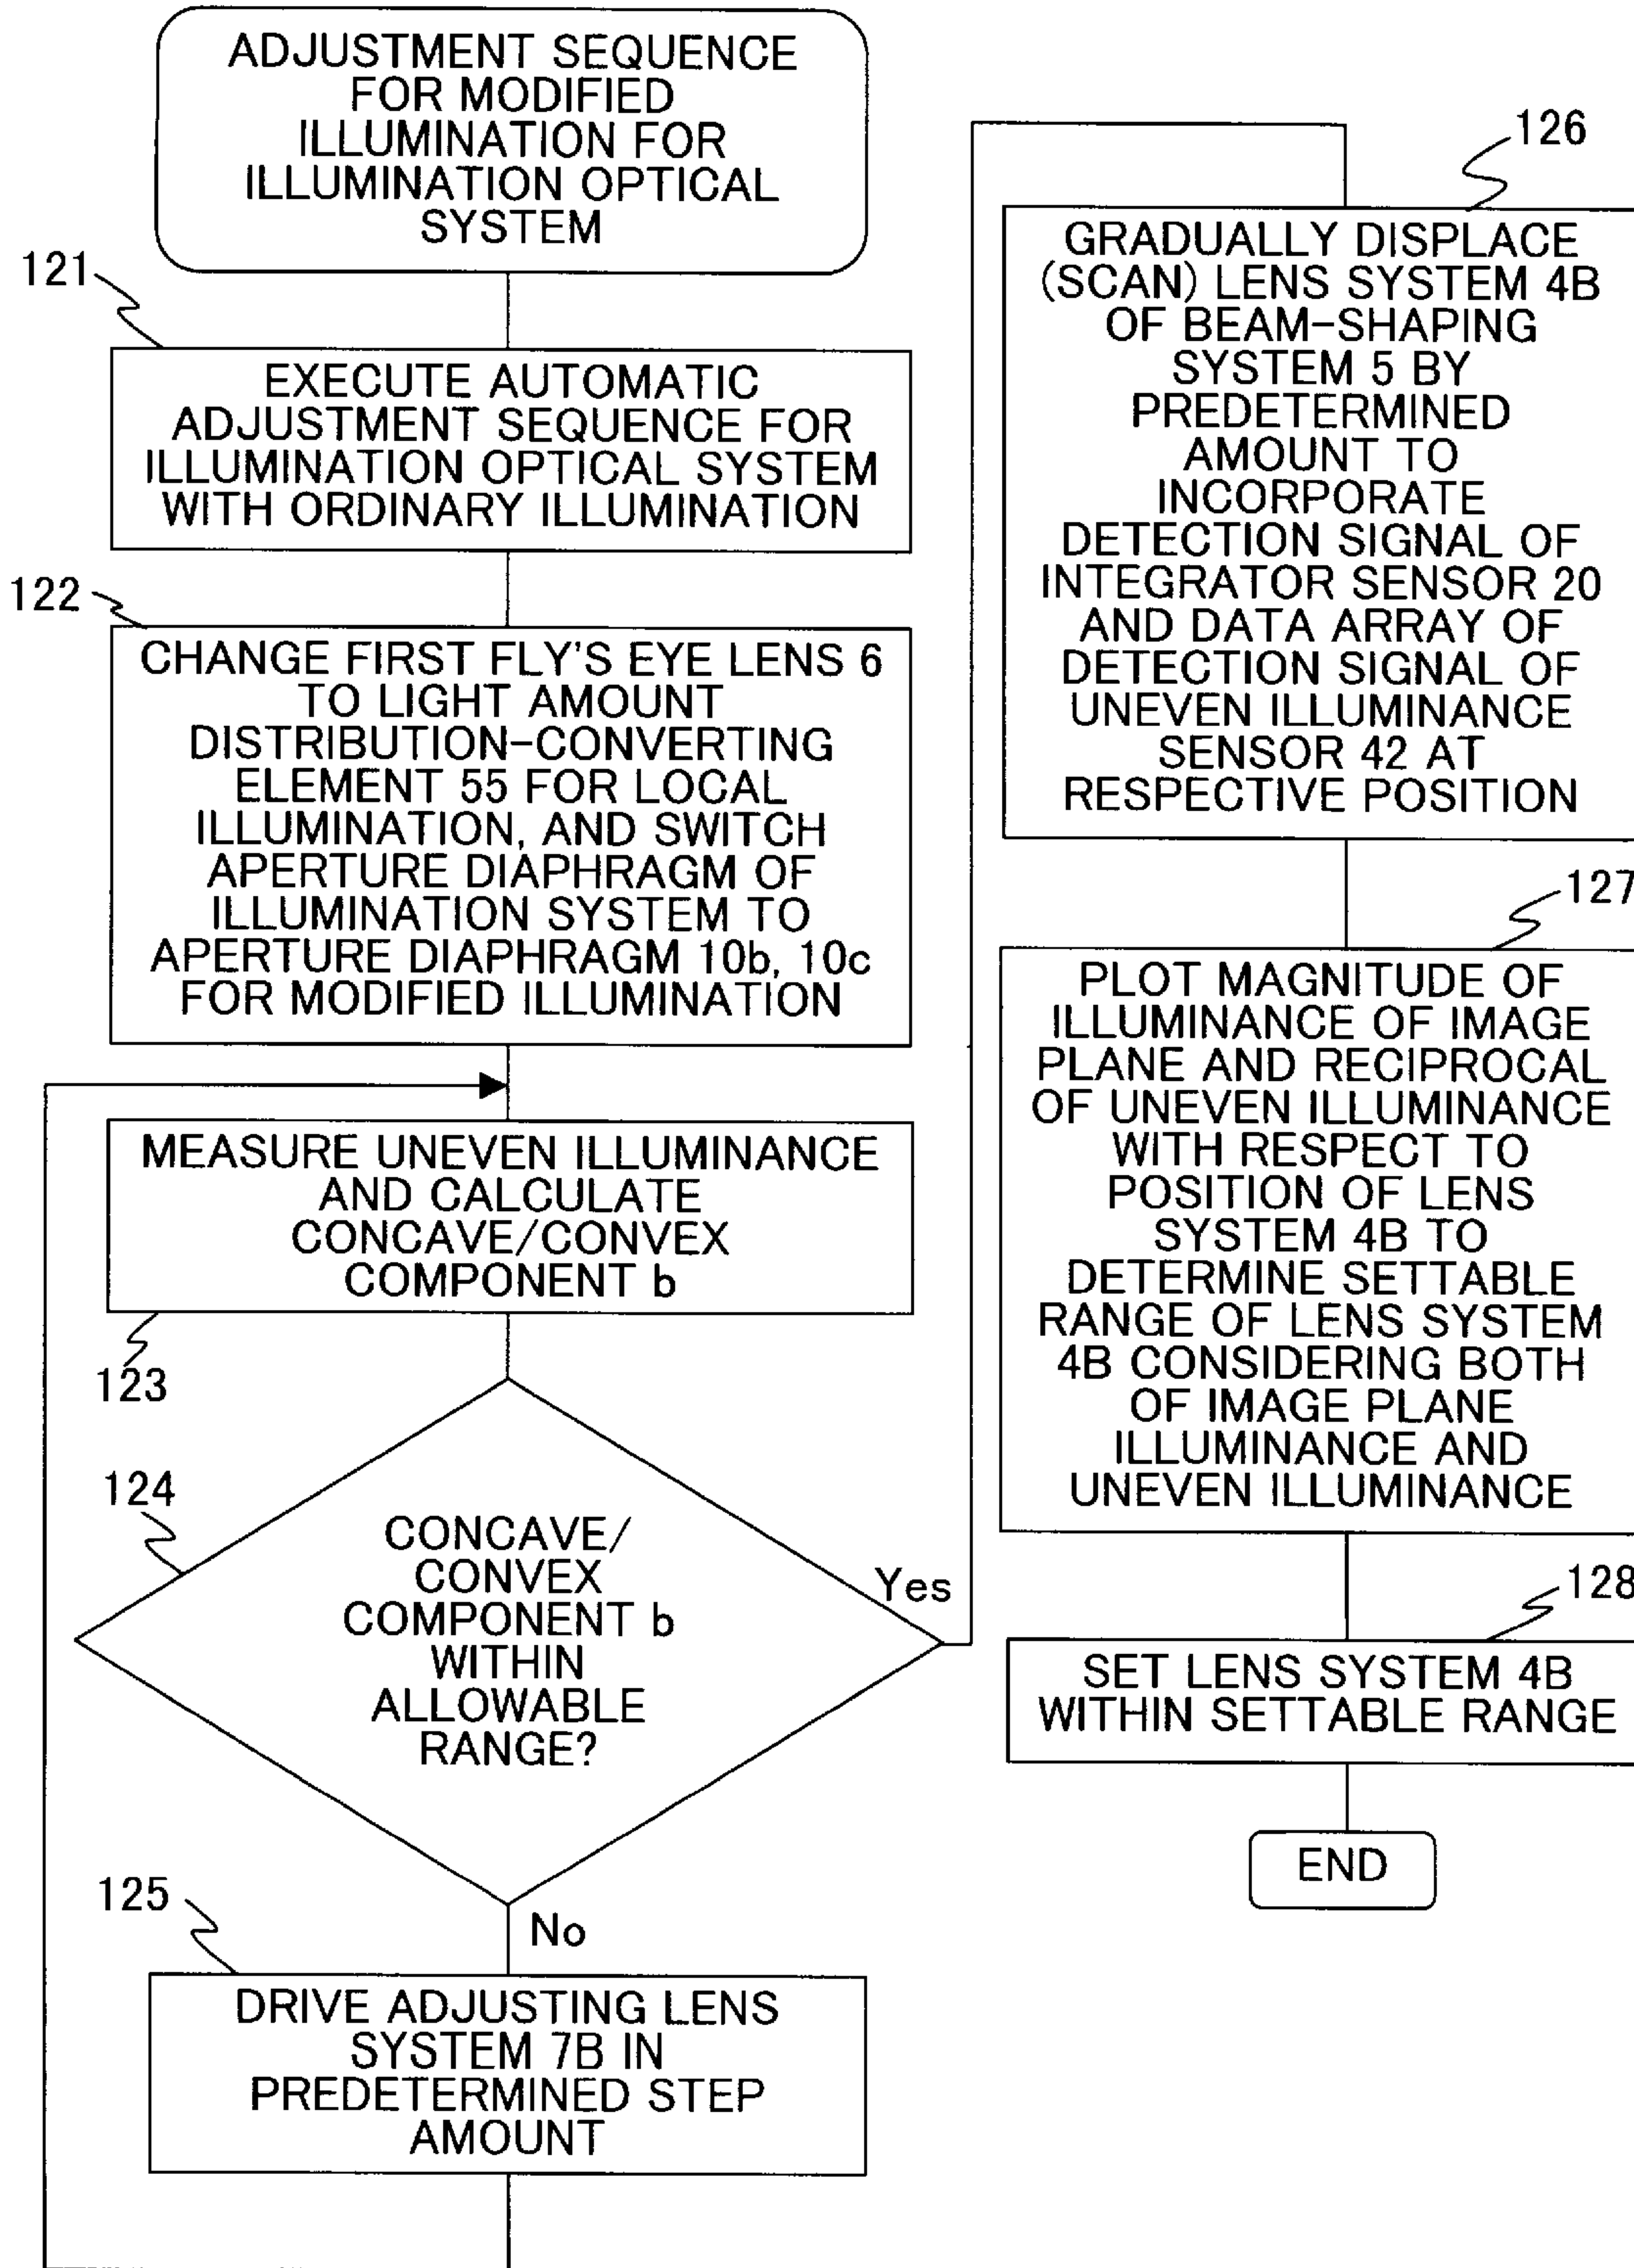 ADJUSTMENT SEQUENCE
FOR MODIFIED
ILLUMINATION FOR
ILLUMINATION OPTICAL
SYSTEM
121
EXECUTE AUTOMATIC
ADJUSTMENT SEQUENCE FOR
ILLUMINATION OPTICAL SYSTEM
WITH ORDINARY ILLUMINATION
122
CHANGE FIRST FLY'S EYE LENS 6
TO LIGHT AMOUNT
DISTRIBUTION-CONVERTING
ELEMENT 55 FOR LOCAL
ILLUMINATION, AND SWITCH
APERTURE DIAPHRAGM OF
ILLUMINATION SYSTEM TO
APERTURE DIAPHRAGM 10b, 10c
FOR MODIFIED ILLUMINATION
MEASURE UNEVEN ILLUMINANCE
AND CALCULATE
CONCAVE/CONVEX
COMPONENT b
123
124
CONCAVE/
CONVEX
COMPONENT b
WITHIN
ALLOWABLE
RANGE?
Yes
No
125
DRIVE ADJUSTING LENS
SYSTEM 7B IN
PREDETERMINED STEP
AMOUNT
126
GRADUALLY DISPLACE
(SCAN) LENS SYSTEM 4B
OF BEAM-SHAPING
SYSTEM 5 BY
PREDETERMINED
AMOUNT TO
INCORPORATE
DETECTION SIGNAL OF
INTEGRATOR SENSOR 20
AND DATA ARRAY OF
DETECTION SIGNAL OF
UNEVEN ILLUMINANCE
SENSOR 42 AT
RESPECTIVE POSITION
127
PLOT MAGNITUDE OF
ILLUMINANCE OF IMAGE
PLANE AND RECIPROCAL
OF UNEVEN ILLUMINANCE
WITH RESPECT TO
POSITION OF LENS
SYSTEM 4B TO
DETERMINE SETTABLE
RANGE OF LENS SYSTEM
4B CONSIDERING BOTH
OF IMAGE PLANE
ILLUMINANCE AND
UNEVEN ILLUMINANCE
128
SET LENS SYSTEM 4B
WITHIN SETTABLE RANGE
END